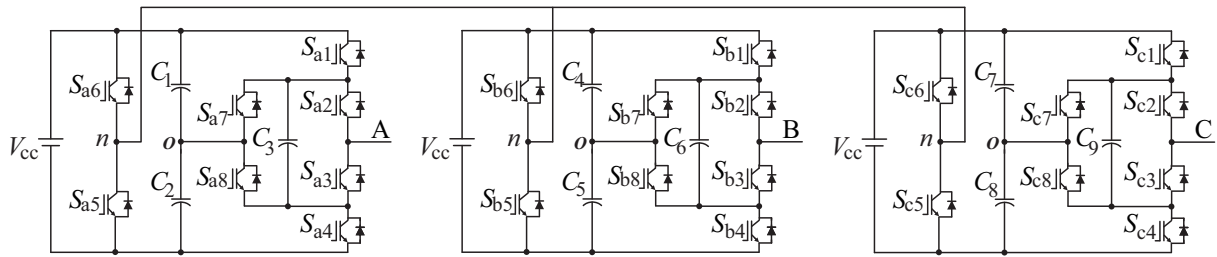 Sa1
Sa6
C1
Sa2
Sa7
A
Vcc
n
o
C3
Sa8
Sa3
Sa5
C2
Sa4
Sb1
Sb6
C4
Sb2
Sb7
B
Vcc
n
o
C6
Sb8
Sb3
Sb5
C5
Sb4
Sc1
Sc6
C7
Sc2
Sc7
C
Vcc
n
o
C9
Sc8
Sc3
Sc5
C8
Sc4